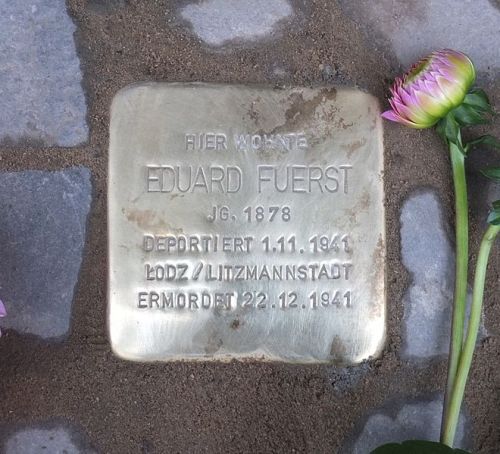 HIER WOHNTE
EDUARD FUERST
JG. 1878
DEPORTIERT 1.11. 1941
ŁODZ / LITZMANNSTADT
ERMORDET 22.12.1941